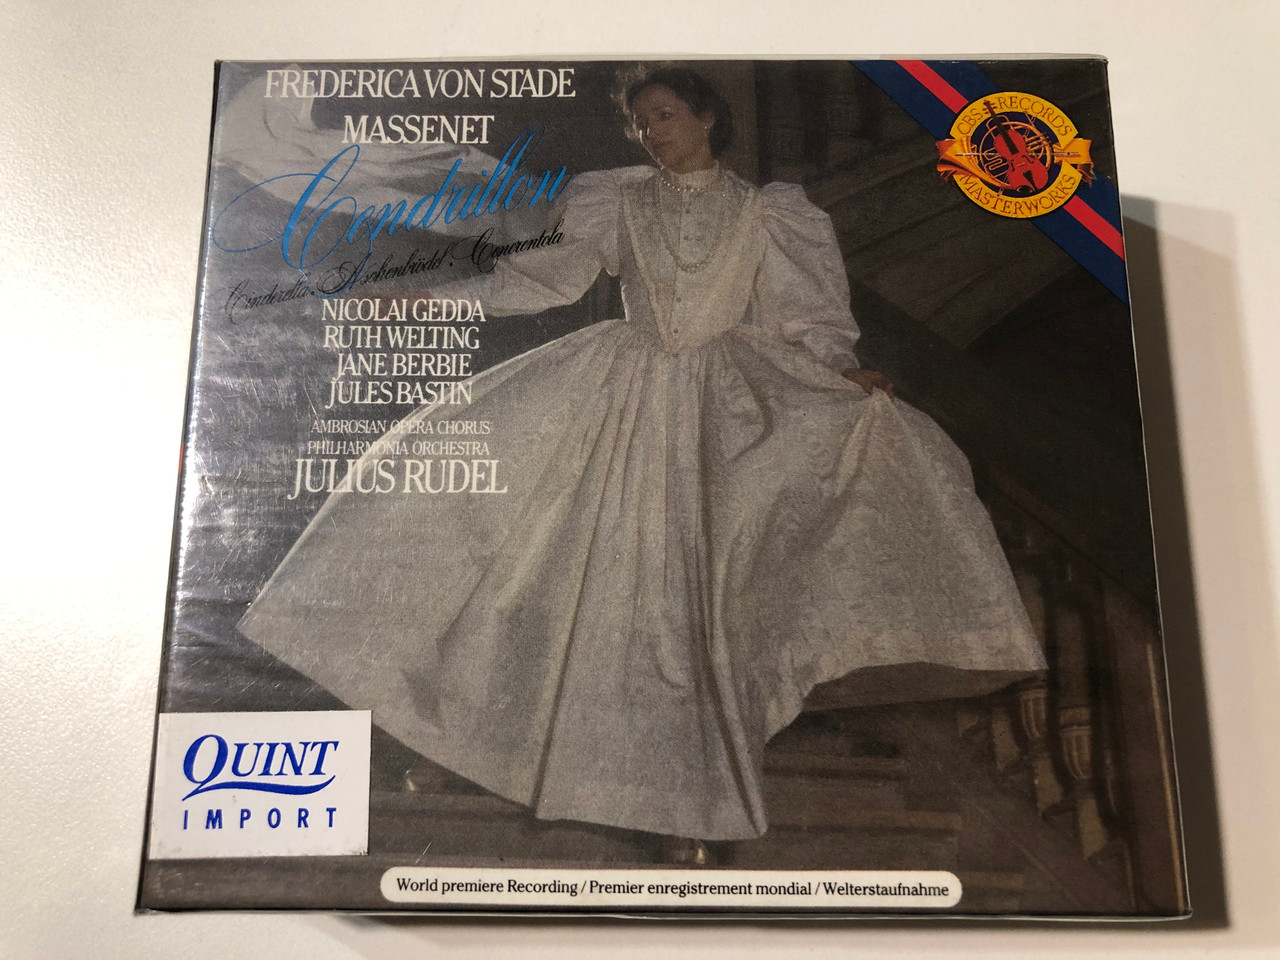 FREDERICA VON STADE
MASSENET
Cendrillon
Cinderella · Aschenbrödel · Cenerentola
NICOLAI GEDDA
RUTH WELTING
JANE BERBIE
JULES BASTIN
AMBROSIAN OPERA CHORUS
PHILHARMONIA ORCHESTRA
JULIUS RUDEL
CBS RECORDS
MASTERWORKS
QUINT
IMPORT
World premiere Recording / Premier enregistrement mondial / Welterstaufnahme